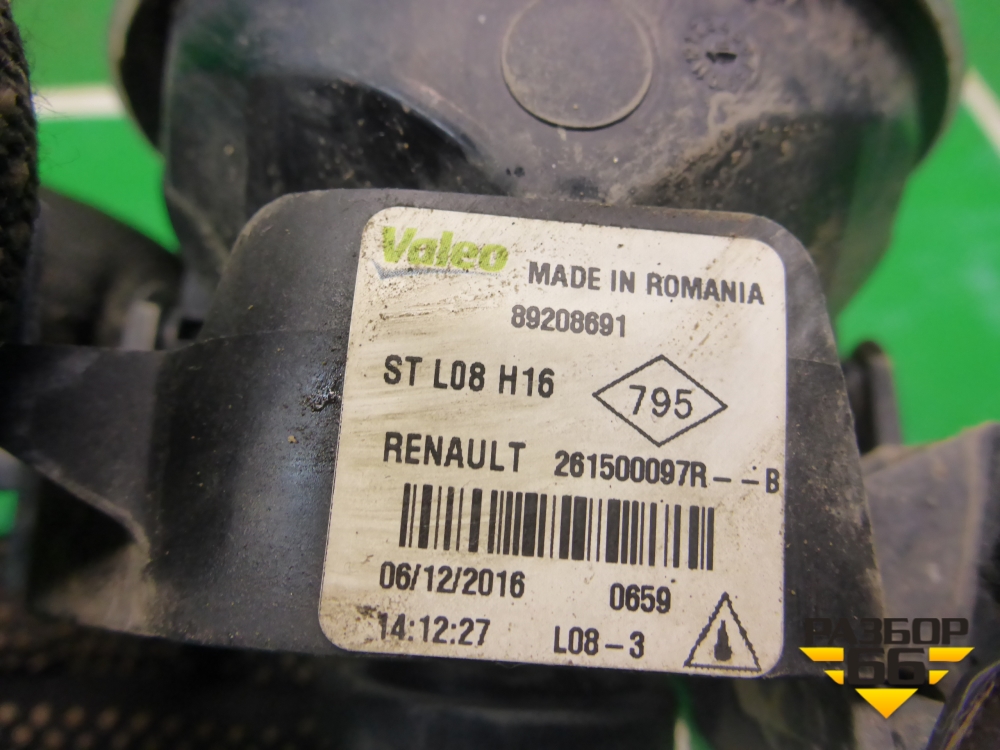 Valeo
MADE IN ROMANIA
89208691
ST L08 H16
795
RENAULT 261500097R--B
06/12/2016 0659
14:12:27 L08-3
РАЗБОР
66